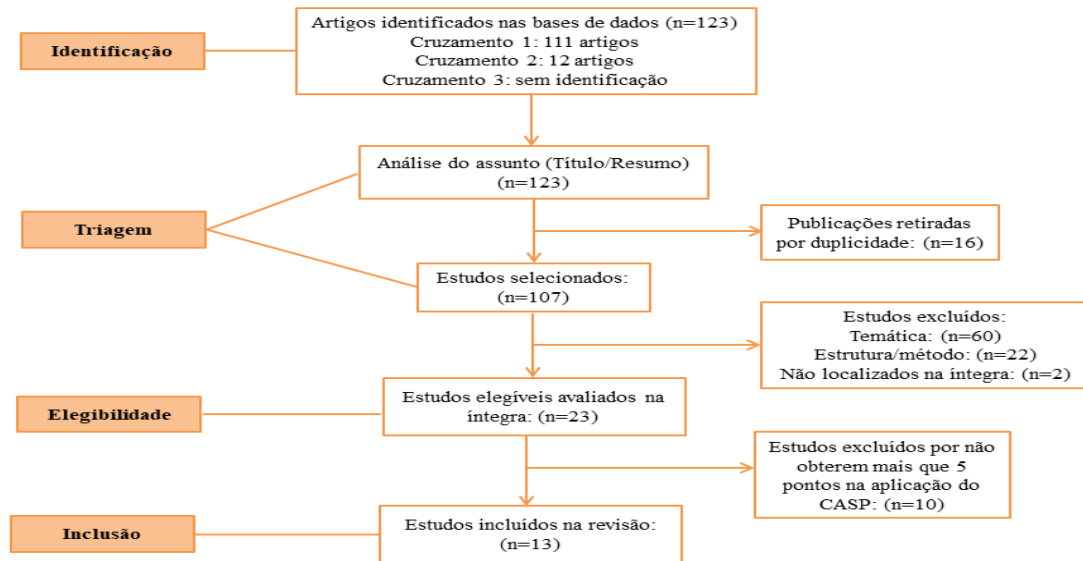 Artigos identificados nas bases de dados (n=123)
Cruzamento 1: 111 artigos
Cruzamento 2: 12 artigos
Cruzamento 3: sem identificação
Identificação
Análise do assunto (Título/Resumo)
(n=123)
Triagem
Publicações retiradas
por duplicidade: (n=16)
Estudos selecionados:
(n=107)
Estudos excluídos:
Temática: (n=60)
Estrutura/método: (n=22)
Não localizados na íntegra: (n=2)
Elegibilidade
Estudos elegíveis avaliados na
íntegra: (n=23)
Estudos excluídos por não
obterem mais que 5
pontos na aplicação do
CASP: (n=10)
Inclusão
Estudos incluídos na revisão:
(n=13)